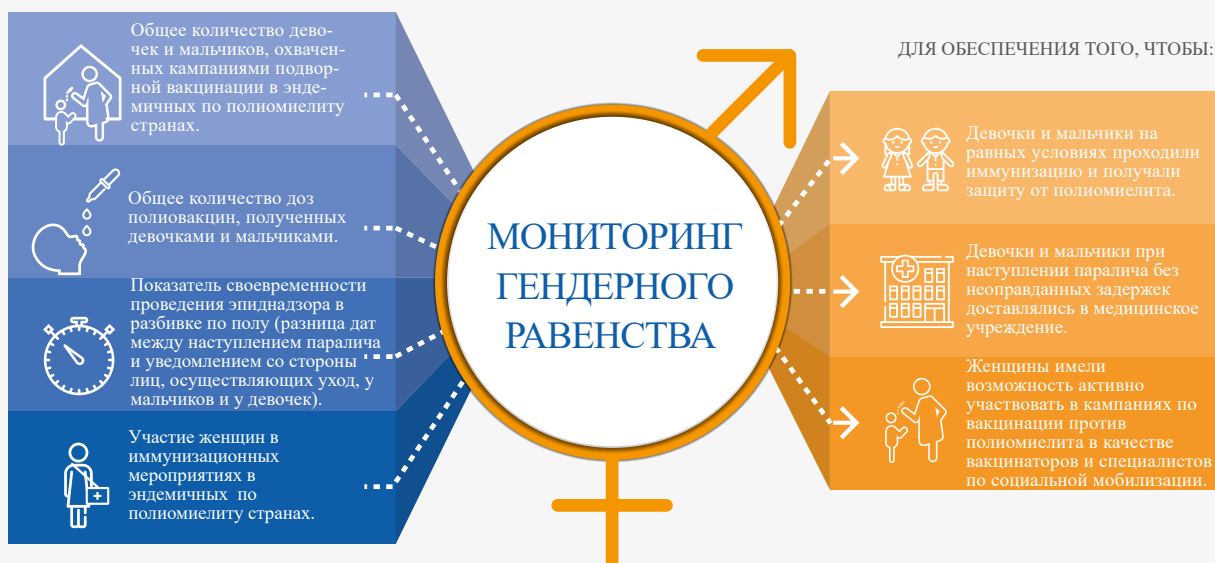 Общее количество дево-
чек и мальчиков, охвачен-
ных кампаниями подвор-
ной вакцинации в энде-
мичных по полиомиелиту
странах.
Общее количество доз
полиовакцин, полученных
девочками и мальчиками.
Показатель своевременности
проведения эпиднадзора в
разбивке по полу (разница дат
между наступлением паралича
и уведомлением со стороны
лиц, осуществляющих уход, у
мальчиков и у девочек).
Участие женщин в
иммунизационных
мероприятиях в
эндемичных по
полиомиелиту странах.
МОНИТОРИНГ
ГЕНДЕРНОГО
РАВЕНСТВА
ДЛЯ ОБЕСПЕЧЕНИЯ ТОГО, ЧТОБЫ:
Девочки и мальчики на
равных условиях проходили
иммунизацию и получали
защиту от полиомиелита.
Девочки и мальчики при
наступлении паралича без
неоправданных задержек
доставлялись в медицинское
учреждение.
Женщины имели
возможность активно
участвовать в кампаниях по
вакцинации против
полиомиелита в качестве
вакцинаторов и специалистов
по социальной мобилизации.